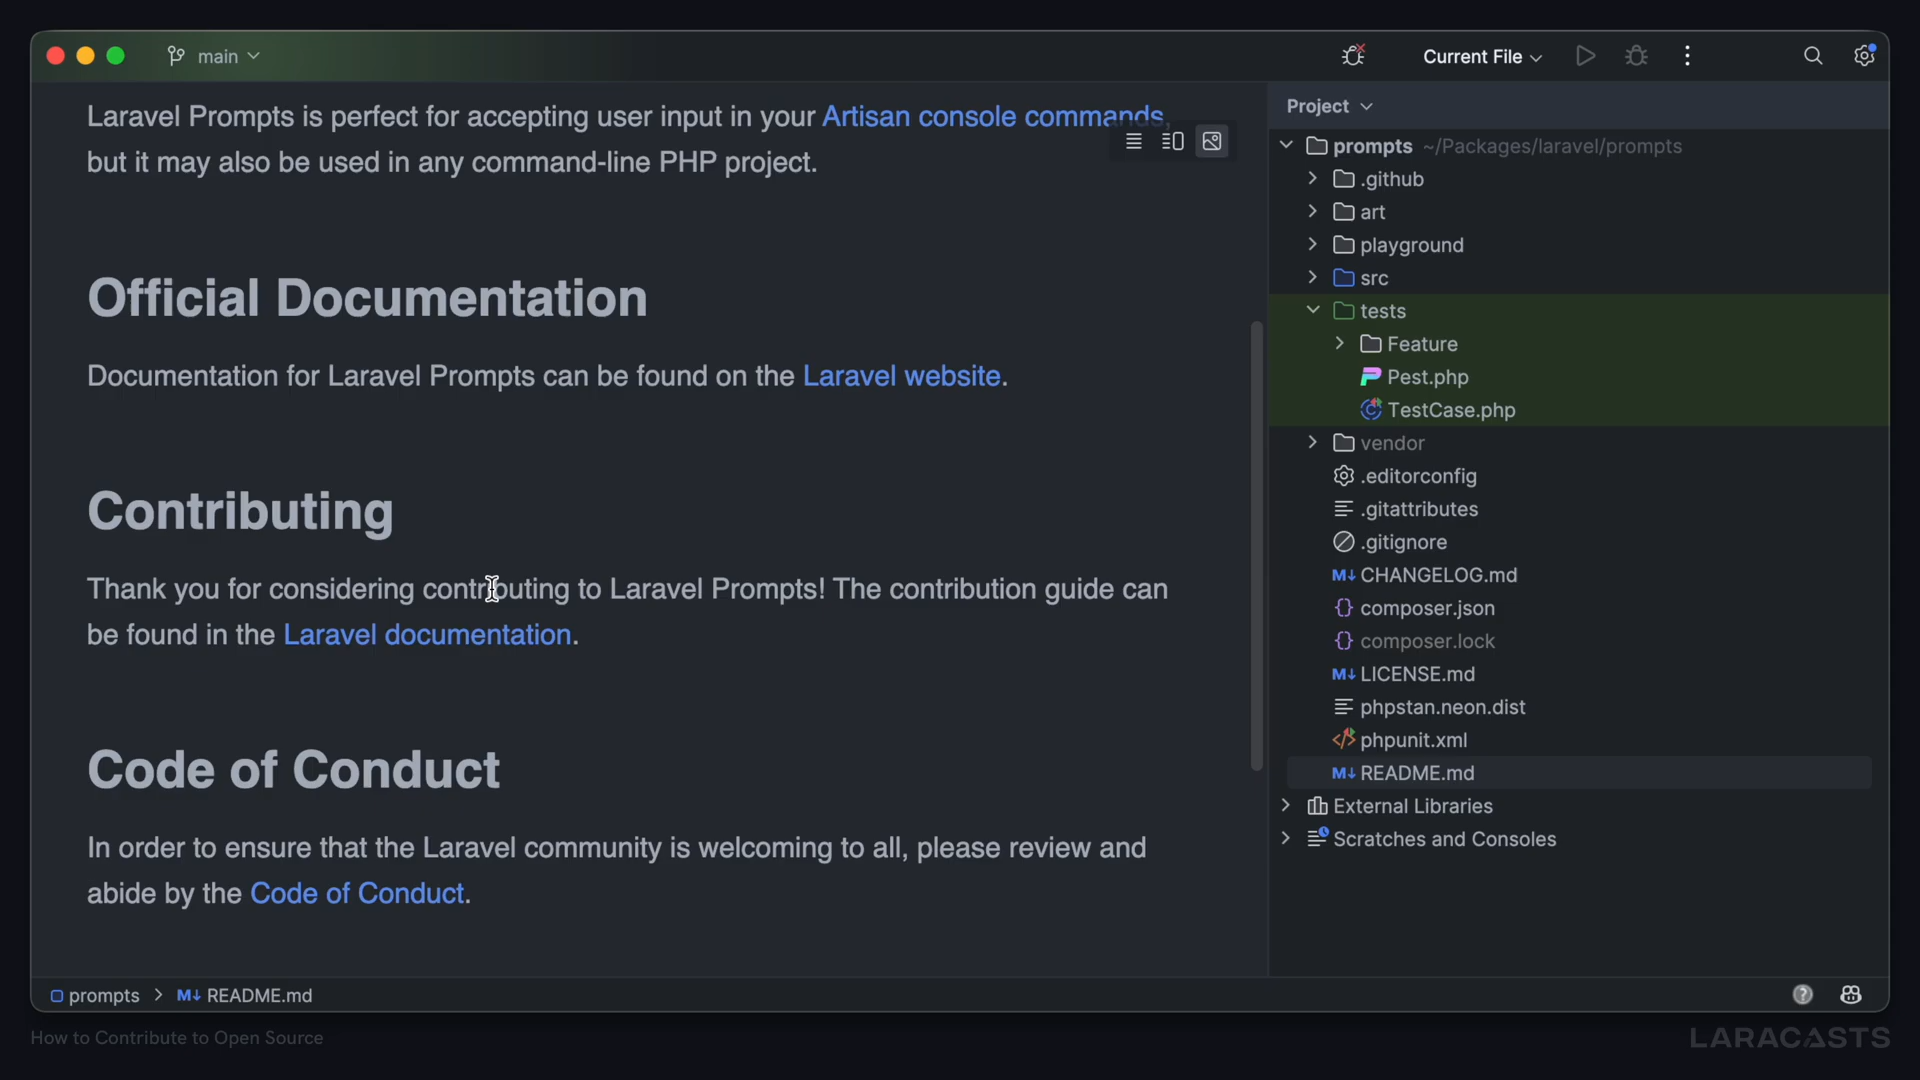 main
Current File
Laravel Prompts is perfect for accepting user input in your Artisan console commands,
but it may also be used in any command-line PHP project.
Official Documentation
Documentation for Laravel Prompts can be found on the Laravel website.
Contributing
Thank you for considering contributing to Laravel Prompts! The contribution guide can
be found in the Laravel documentation.
Code of Conduct
In order to ensure that the Laravel community is welcoming to all, please review and
abide by the Code of Conduct.
Project
prompts ~/Packages/laravel/prompts
.github
art
playground
src
tests
Feature
Pest.php
TestCase.php
vendor
.editorconfig
.gitattributes
.gitignore
M↓ CHANGELOG.md
{} composer.json
{} composer.lock
M↓ LICENSE.md
phpstan.neon.dist
phpunit.xml
M↓ README.md
External Libraries
Scratches and Consoles
prompts > M↓ README.md
How to Contribute to Open Source
LARACASTS